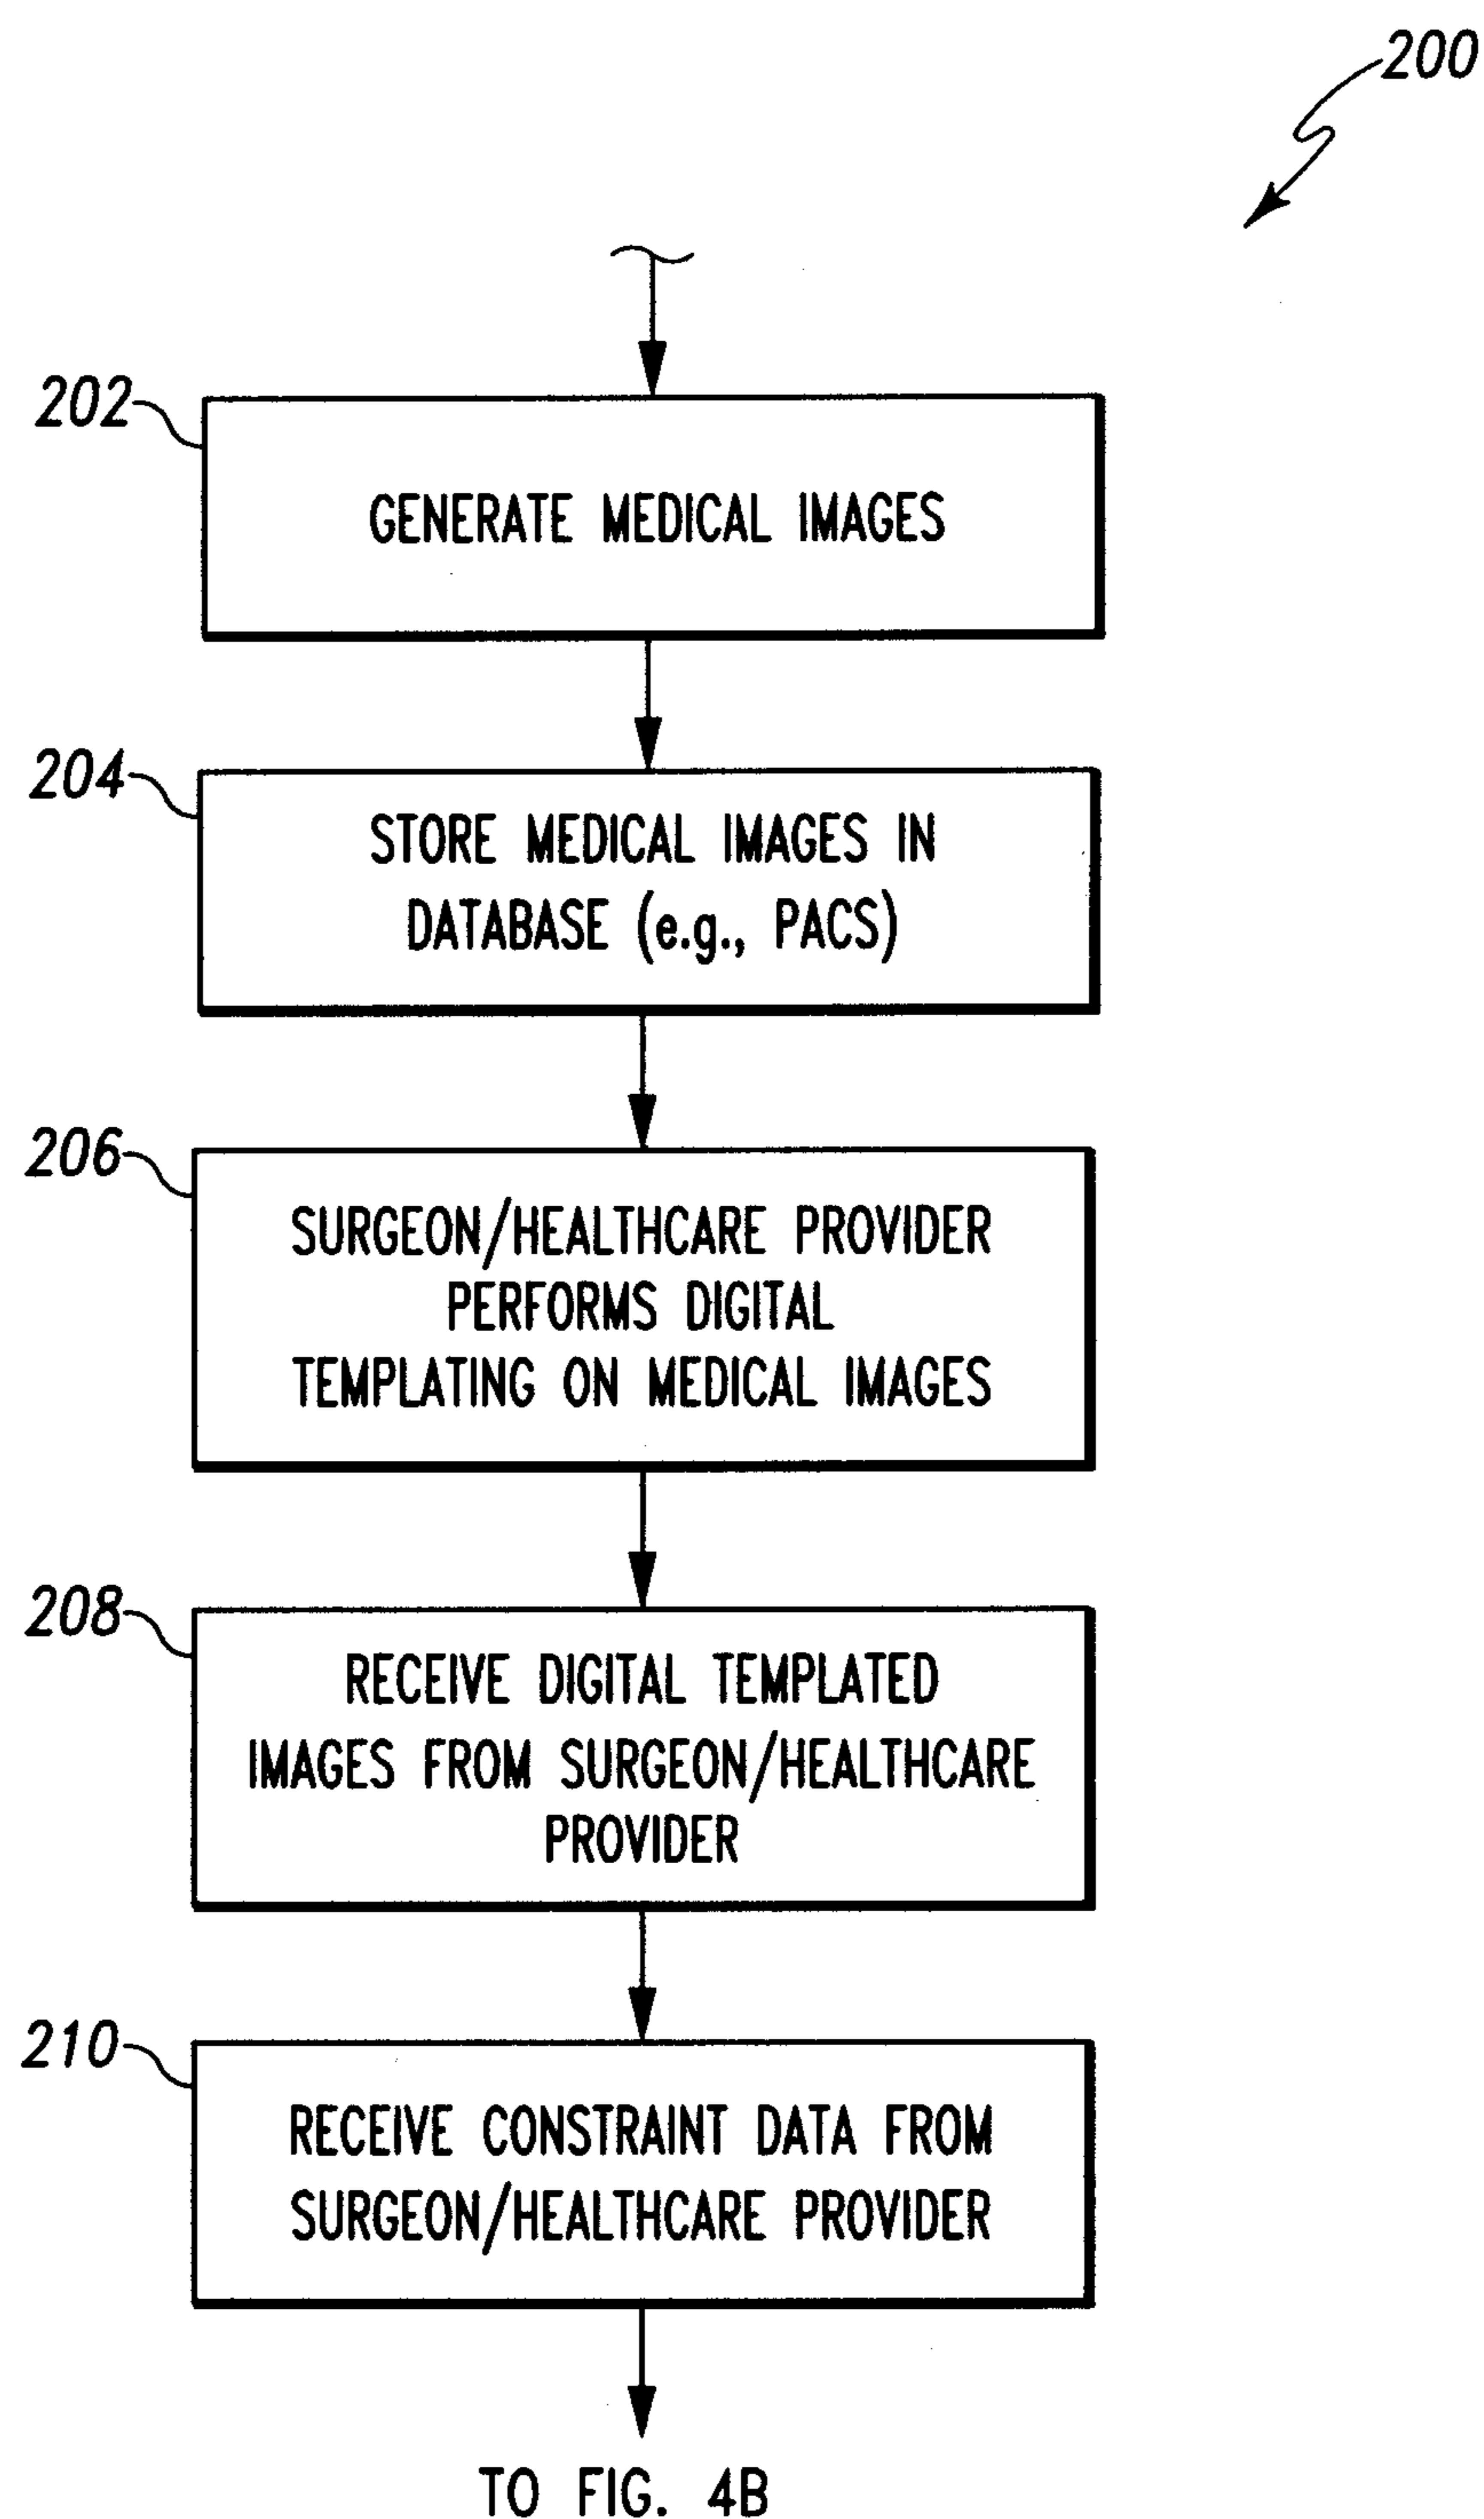 200
202
GENERATE MEDICAL IMAGES
204
STORE MEDICAL IMAGES IN
DATABASE (e.g., PACS)
206
SURGEON/HEALTHCARE PROVIDER
PERFORMS DIGITAL
TEMPLATING ON MEDICAL IMAGES
208
RECEIVE DIGITAL TEMPLATED
IMAGES FROM SURGEON/HEALTHCARE
PROVIDER
210
RECEIVE CONSTRAINT DATA FROM
SURGEON/HEALTHCARE PROVIDER
TO FIG. 4B